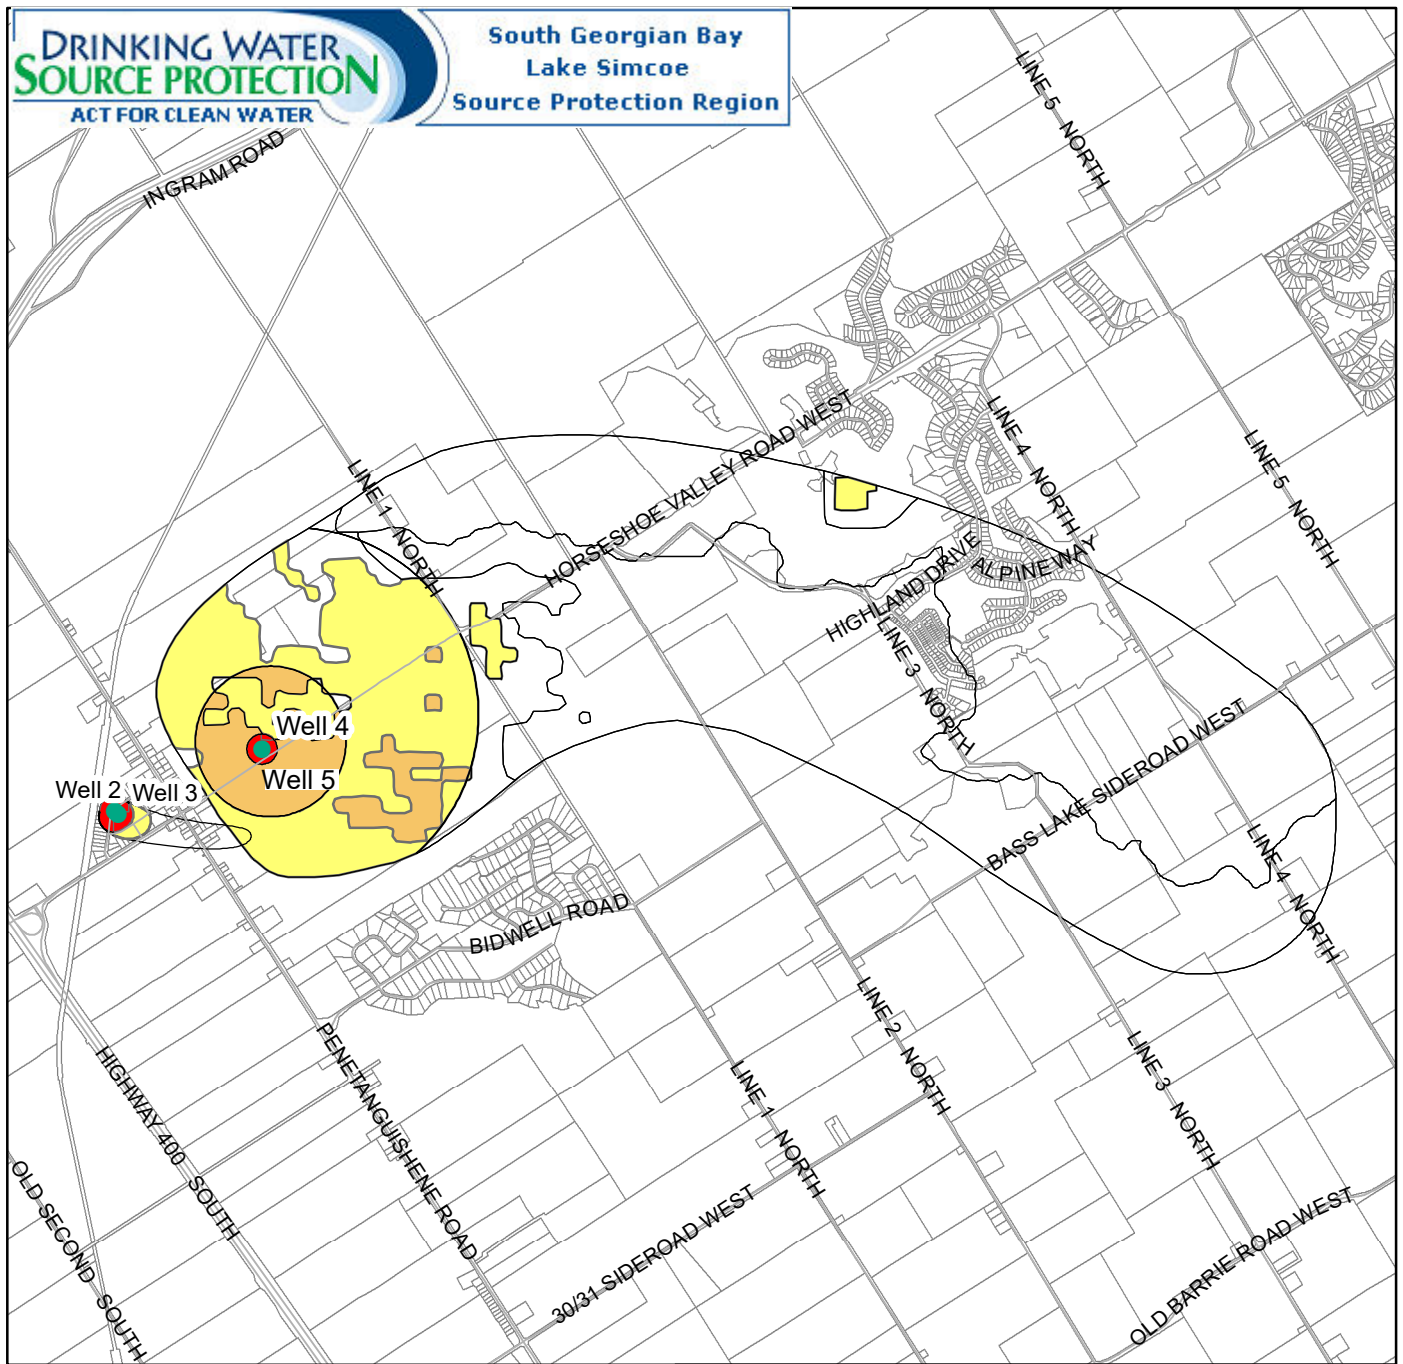 DRINKING WATER
SOURCE PROTECTION
ACT FOR CLEAN WATER
South Georgian Bay
Lake Simcoe
Source Protection Region
INGRAM ROAD
LINE 5 NORTH
LINE 1 NORTH
HORSESHOE VALLEY ROAD WEST
LINE 4 NORTH
LINE 5 NORTH
HIGHLAND DRIVE
ALPINE WAY
LINE 3 NORTH
Well 4
Well 5
Well 2
Well 3
BASS LAKE SIDEROAD WEST
LINE 4 NORTH
BIDWELL ROAD
LINE 2 NORTH
PENETANGUISHENE ROAD
HIGHWAY 400 SOUTH
LINE 1 NORTH
LINE 3 NORTH
OLD SECOND SOUTH
30/31 SIDEROAD WEST
OLD BARRIE ROAD WEST